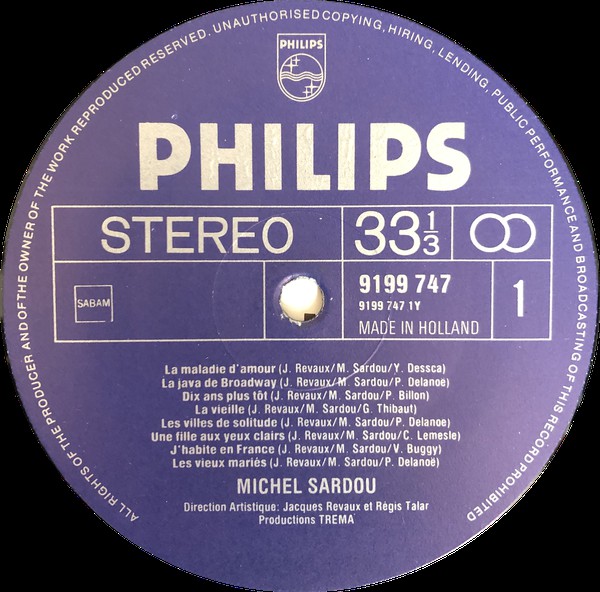 ALL RIGHTS OF THE PRODUCER AND OF THE OWNER OF THE WORK REPRODUCED RESERVED. UNAUTHORISED COPYING, HIRING, LENDING, PUBLIC PERFORMANCE AND BROADCASTING OF THIS RECORD PROHIBITED
PHILIPS
PHILIPS
STEREO 33 1/3
SABAM 9199 747 1
9199 747 1Y
MADE IN HOLLAND
La maladie d'amour (J. Revaux/M. Sardou/Y. Dessca)
La java de Broadway (J. Revaux/M. Sardou/P. Delanoë)
Dix ans plus tôt (J. Revaux/M. Sardou/P. Billon)
La vieille (J. Revaux/M. Sardou/G. Thibaut)
Les villes de solitude (J. Revaux/M. Sardou/P. Delanoe)
Une fille aux yeux clairs (J. Revaux/M. Sardou/C. Lemesle)
J'habite en France (J. Revaux/M. Sardou/V. Buggy)
Les vieux mariés (J. Revaux/M. Sardou/P. Delanoë)
MICHEL SARDOU
Direction Artistique: Jacques Revaux et Régis Talar
Productions TREMA